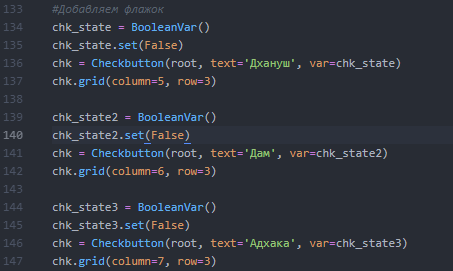 133 #Добавляем флажок
134 chk_state = BooleanVar()
135 chk_state.set(False)
136 chk = Checkbutton(root, text='Дхануш', var=chk_state)
137 chk.grid(column=5, row=3)
138
139 chk_state2 = BooleanVar()
140 chk_state2.set(False)
141 chk = Checkbutton(root, text='Дам', var=chk_state2)
142 chk.grid(column=6, row=3)
143
144 chk_state3 = BooleanVar()
145 chk_state3.set(False)
146 chk = Checkbutton(root, text='Адхака', var=chk_state3)
147 chk.grid(column=7, row=3)